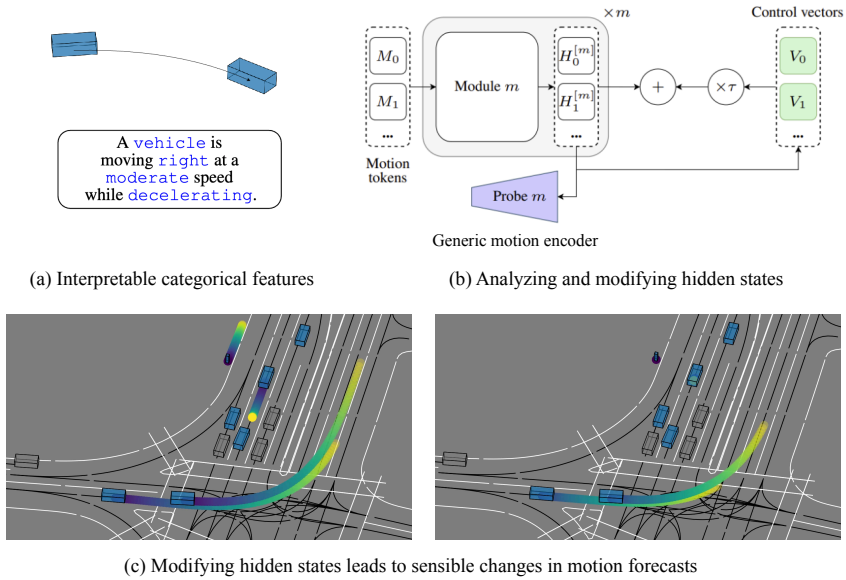 A vehicle is
moving right at a
moderate speed
while decelerating.
(a) Interpretable categorical features
×m
Control vectors
M₀
M₁
...
Motion
tokens
Module m
H₀^[m]
H₁^[m]
...
+
×τ
V₀
V₁
...
Probe m
Generic motion encoder
(b) Analyzing and modifying hidden states
(c) Modifying hidden states leads to sensible changes in motion forecasts